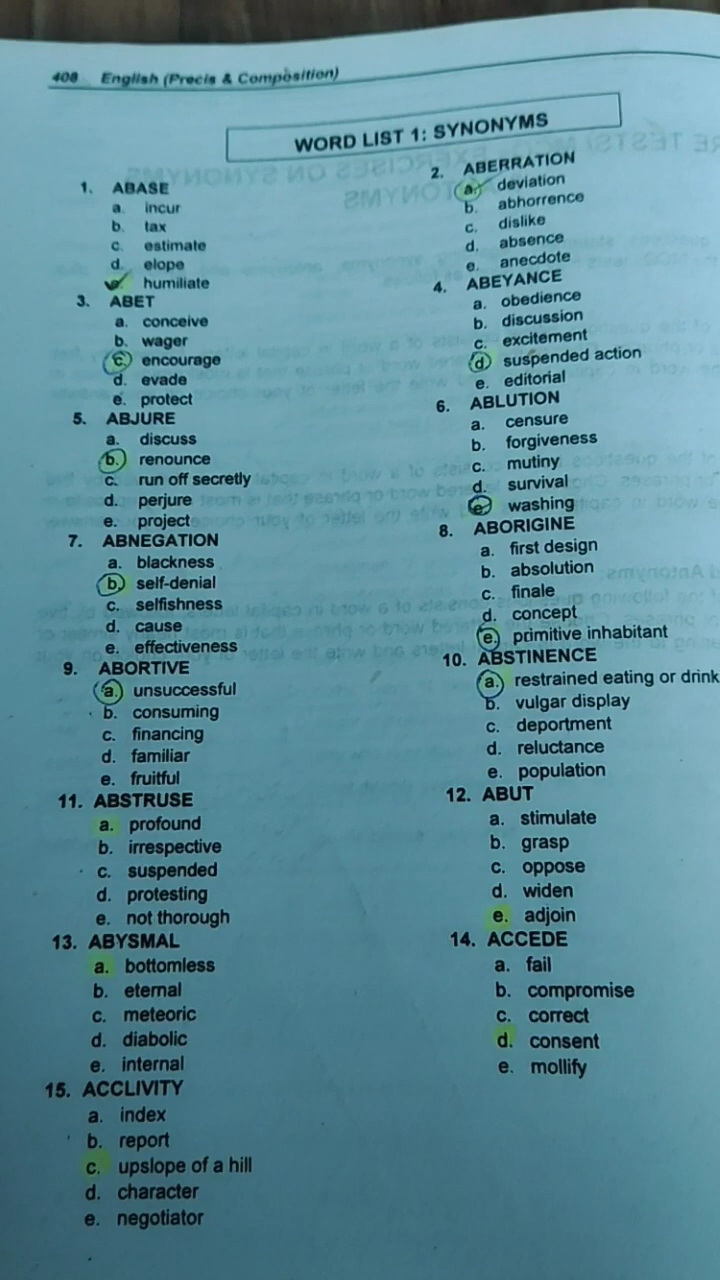 408 English (Precis & Composition)
WORD LIST 1: SYNONYMS
1. ABASE
a. incur
b. tax
c. estimate
d. elope
e. humiliate
2. ABERRATION
a. deviation
b. abhorrence
c. dislike
d. absence
e. anecdote
3. ABET
a. conceive
b. wager
c. encourage
d. evade
e. protect
4. ABEYANCE
a. obedience
b. discussion
c. excitement
d. suspended action
e. editorial
5. ABJURE
a. discuss
b. renounce
c. run off secretly
d. perjure
e. project
6. ABLUTION
a. censure
b. forgiveness
c. mutiny
d. survival
e. washing
7. ABNEGATION
a. blackness
b. self-denial
c. selfishness
d. cause
e. effectiveness
8. ABORIGINE
a. first design
b. absolution
c. finale
d. concept
e. primitive inhabitant
9. ABORTIVE
a. unsuccessful
b. consuming
c. financing
d. familiar
e. fruitful
10. ABSTINENCE
a. restrained eating or drink
b. vulgar display
c. deportment
d. reluctance
e. population
11. ABSTRUSE
a. profound
b. irrespective
c. suspended
d. protesting
e. not thorough
12. ABUT
a. stimulate
b. grasp
c. oppose
d. widen
e. adjoin
13. ABYSMAL
a. bottomless
b. eternal
c. meteoric
d. diabolic
e. internal
14. ACCEDE
a. fail
b. compromise
c. correct
d. consent
e. mollify
15. ACCLIVITY
a. index
b. report
c. upslope of a hill
d. character
e. negotiator